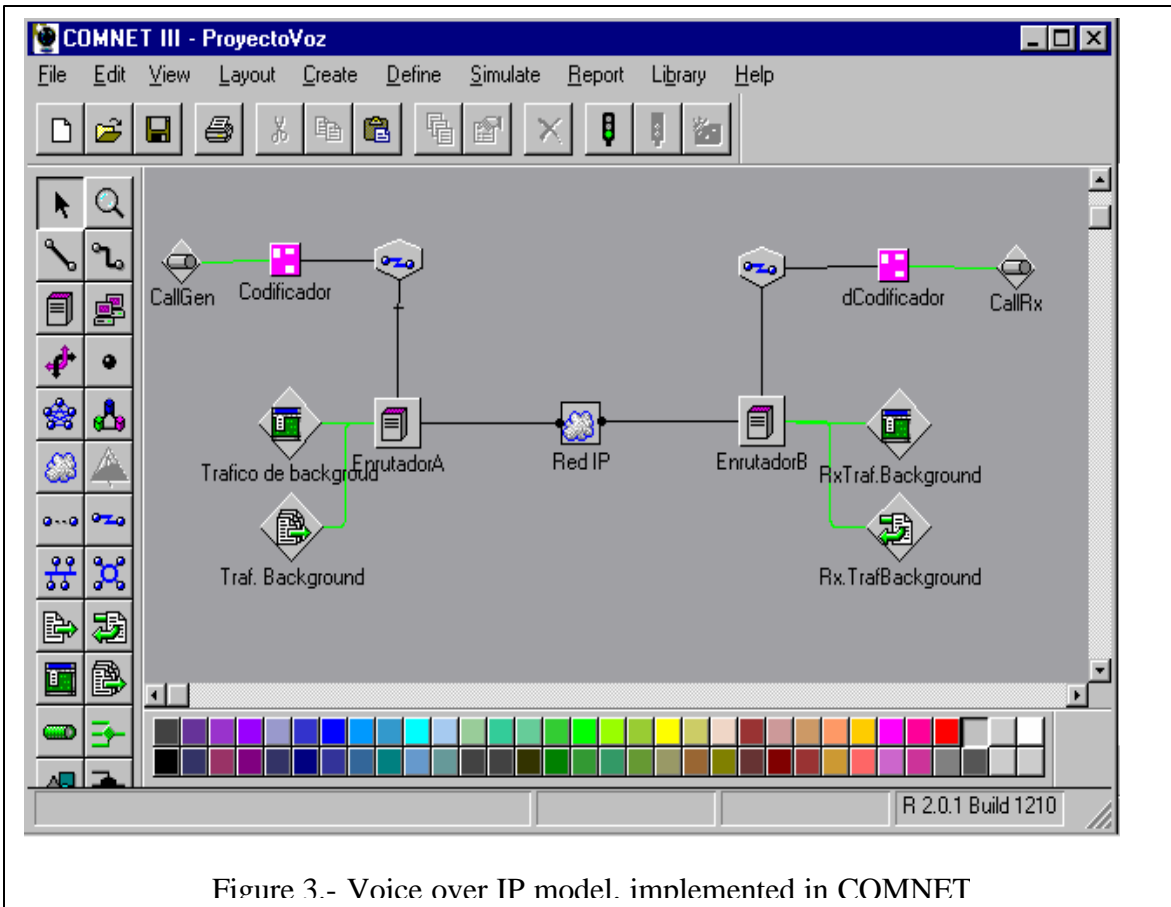 COMNET III - ProyectoVoz
File Edit View Layout Create Define Simulate Report Library Help
CallGen
Codificador
dCodificador
CallRx
Trafico de backgroud
EnrutadorA
Red IP
EnrutadorB
RxTraf.Background
Traf. Background
Rx.TrafBackground
R 2.0.1 Build 1210
Figure 3.- Voice over IP model, implemented in COMNET